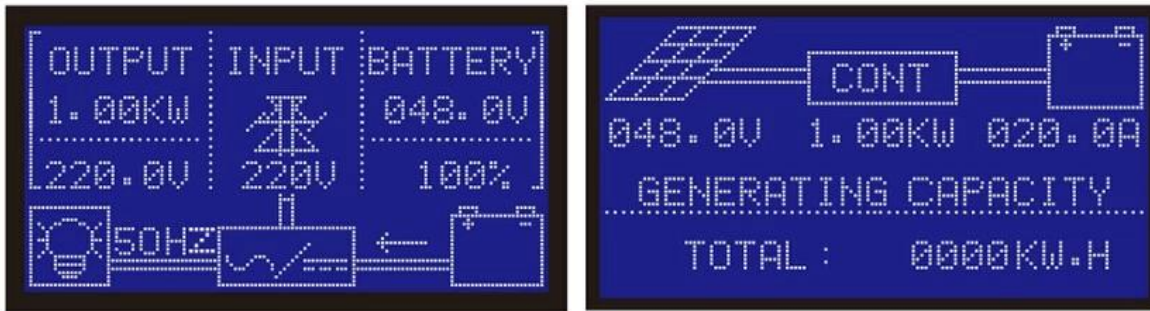 OUTPUT INPUT BATTERY
1.00KW 048.0V
220.0V 220V 100%
50HZ
CONT
048.0V 1.00KW 020.0A
GENERATING CAPACITY
TOTAL: 0000KW.H